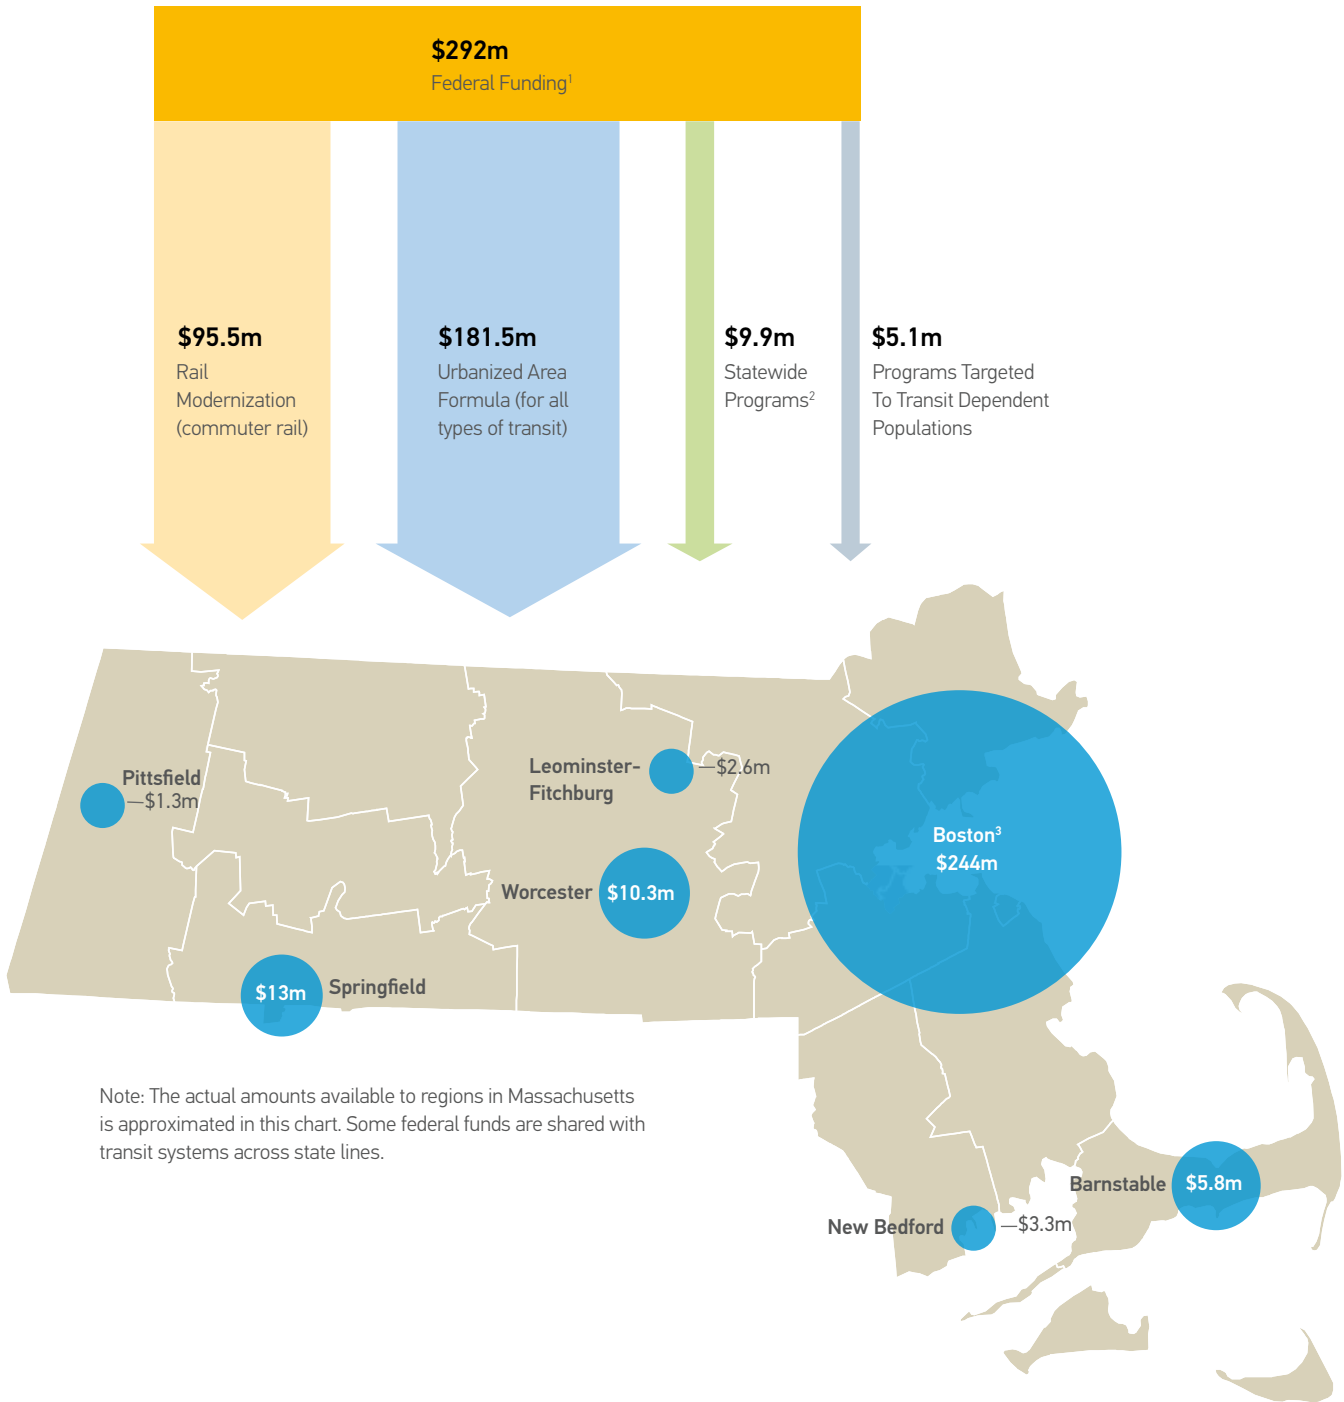 $292m
Federal Funding¹
$95.5m
Rail
Modernization
(commuter rail)
$181.5m
Urbanized Area
Formula (for all
types of transit)
$9.9m
Statewide
Programs²
$5.1m
Programs Targeted
To Transit Dependent
Populations
Pittsfield
—$1.3m
Leominster-
Fitchburg
—$2.6m
Boston³
$244m
Worcester
$10.3m
$13m
Springfield
Note: The actual amounts available to regions in Massachusetts
is approximated in this chart. Some federal funds are shared with
transit systems across state lines.
Barnstable
$5.8m
New Bedford
—$3.3m